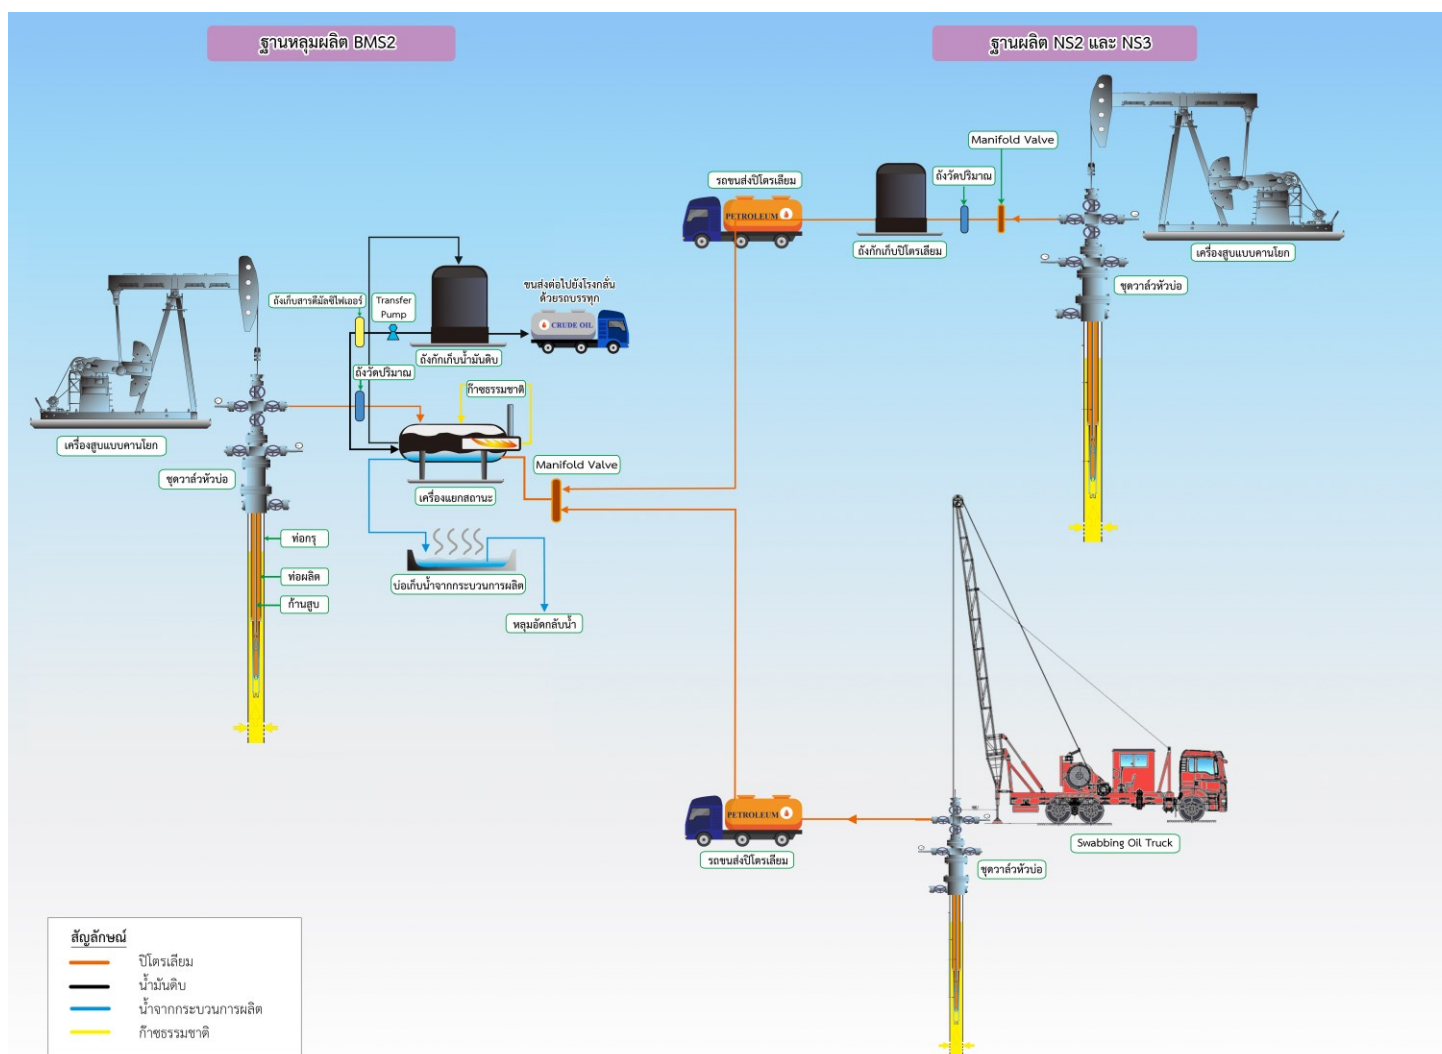 ฐานหลุมผลิต BMS2
ฐานผลิต NS2 และ NS3
Manifold Valve
ถังวัดปริมาณ
รถขนส่งปิโตรเลียม
PETROLEUM
ถังกักเก็บปิโตรเลียม
เครื่องสูบแบบคานโยก
ชุดวาล์วหัวบ่อ
ถังเก็บสารดีมัลซิไฟเออร์
Transfer
Pump
ขนส่งต่อไปยังโรงกลั่น
ด้วยรถบรรทุก
CRUDE OIL
ถังกักเก็บน้ำมันดิบ
ถังวัดปริมาณ
ก๊าซธรรมชาติ
เครื่องสูบแบบคานโยก
ชุดวาล์วหัวบ่อ
Manifold Valve
เครื่องแยกสถานะ
ท่อกรุ
ท่อผลิต
ก้านสูบ
บ่อเก็บน้ำจากกระบวนการผลิต
หลุมอัดกลับน้ำ
PETROLEUM
รถขนส่งปิโตรเลียม
Swabbing Oil Truck
ชุดวาล์วหัวบ่อ
สัญลักษณ์
ปิโตรเลียม
น้ำมันดิบ
น้ำจากกระบวนการผลิต
ก๊าซธรรมชาติ